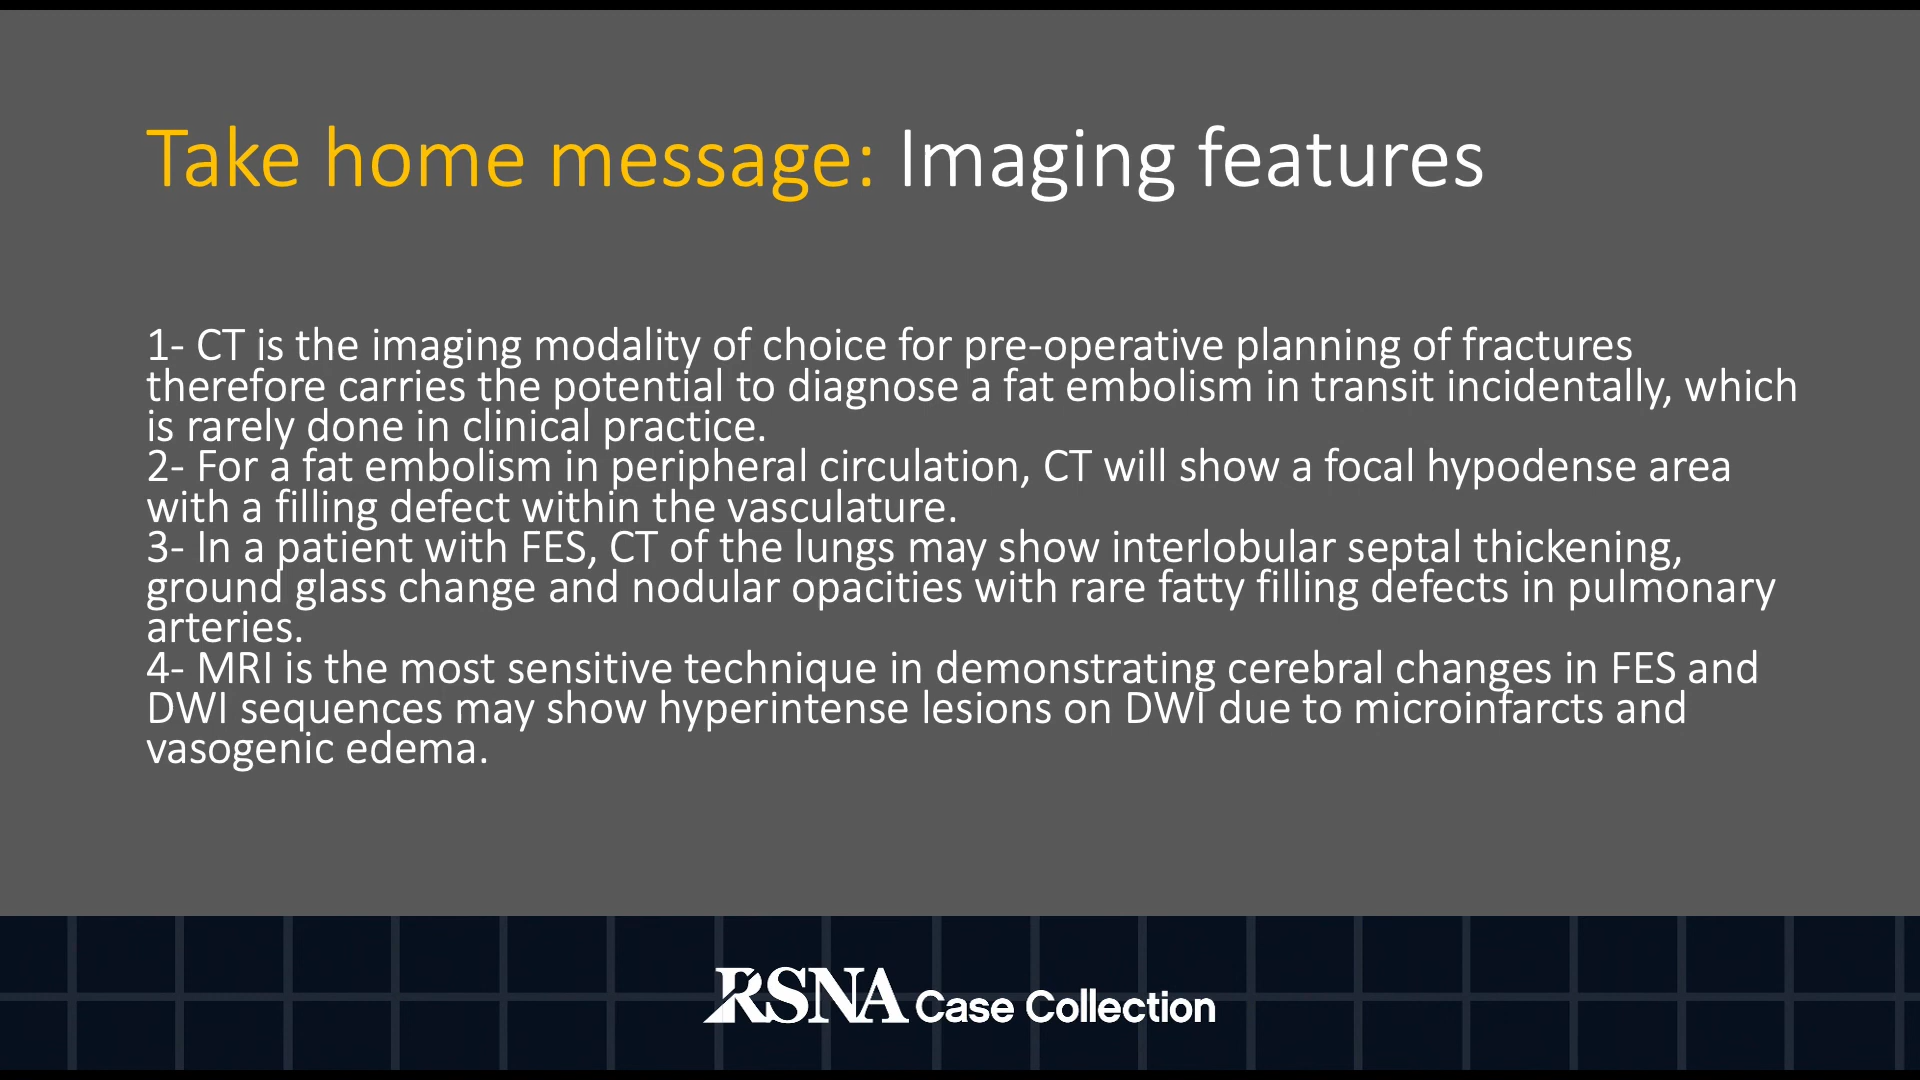 Take home message: Imaging features
1- CT is the imaging modality of choice for pre-operative planning of fractures
therefore carries the potential to diagnose a fat embolism in transit incidentally, which
is rarely done in clinical practice.
2- For a fat embolism in peripheral circulation, CT will show a focal hypodense area
with a filling defect within the vasculature.
3- In a patient with FES, CT of the lungs may show interlobular septal thickening,
ground glass change and nodular opacities with rare fatty filling defects in pulmonary
arteries.
4- MRI is the most sensitive technique in demonstrating cerebral changes in FES and
DWI sequences may show hyperintense lesions on DWI due to microinfarcts and
vasogenic edema.
RSNA Case Collection